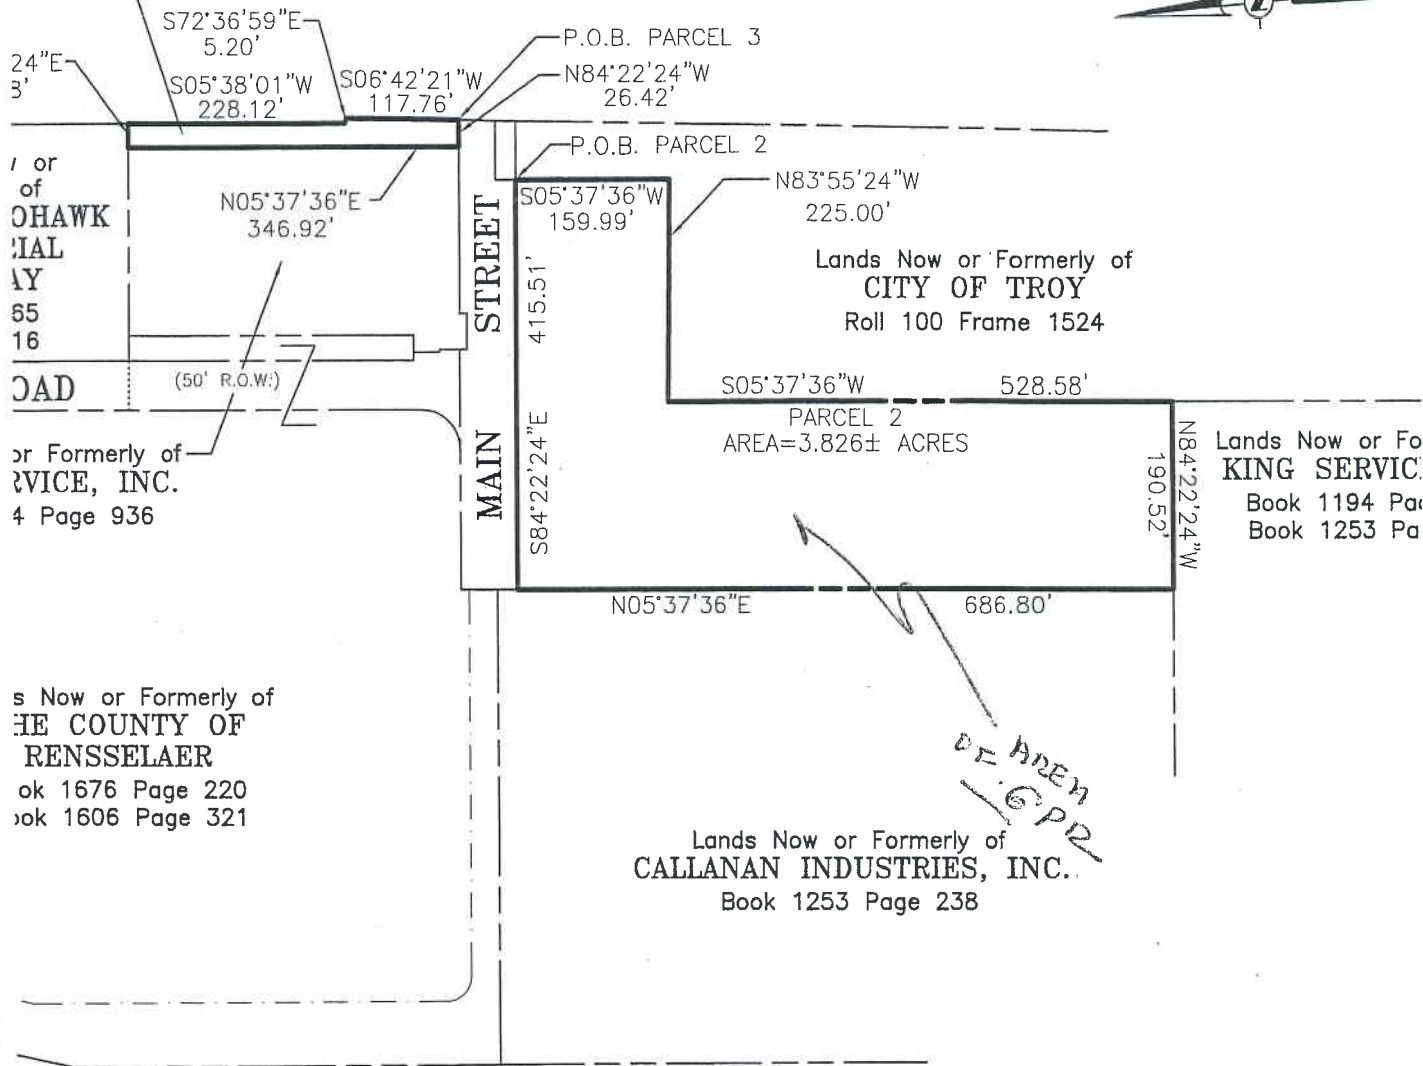 S72°36'59"E
5.20'
P.O.B. PARCEL 3
24"E
S05°38'01"W
228.12'
S06°42'21"W
117.76'
N84°22'24"W
26.42'
P.O.B. PARCEL 2
or
of
OHAWK
IAL
AY
65
16
OAD
N05°37'36"E
346.92'
(50' R.O.W.)
MAIN STREET
S05°37'36"W
159.99'
N83°55'24"W
225.00'
Lands Now or Formerly of
CITY OF TROY
Roll 100 Frame 1524
415.51'
S84°22'24"E
S05°37'36"W 528.58'
PARCEL 2
AREA=3.826± ACRES
N84°22'24"W
190.52'
Lands Now or Fo
KING SERVIC
Book 1194 Pa
Book 1253 Pa
or Formerly of
RVICE, INC.
4 Page 936
N05°37'36"E 686.80'
s Now or Formerly of
HE COUNTY OF
RENSSELAER
ok 1676 Page 220
ok 1606 Page 321
AREA
OF GPR
Lands Now or Formerly of
CALLANAN INDUSTRIES, INC.
Book 1253 Page 238